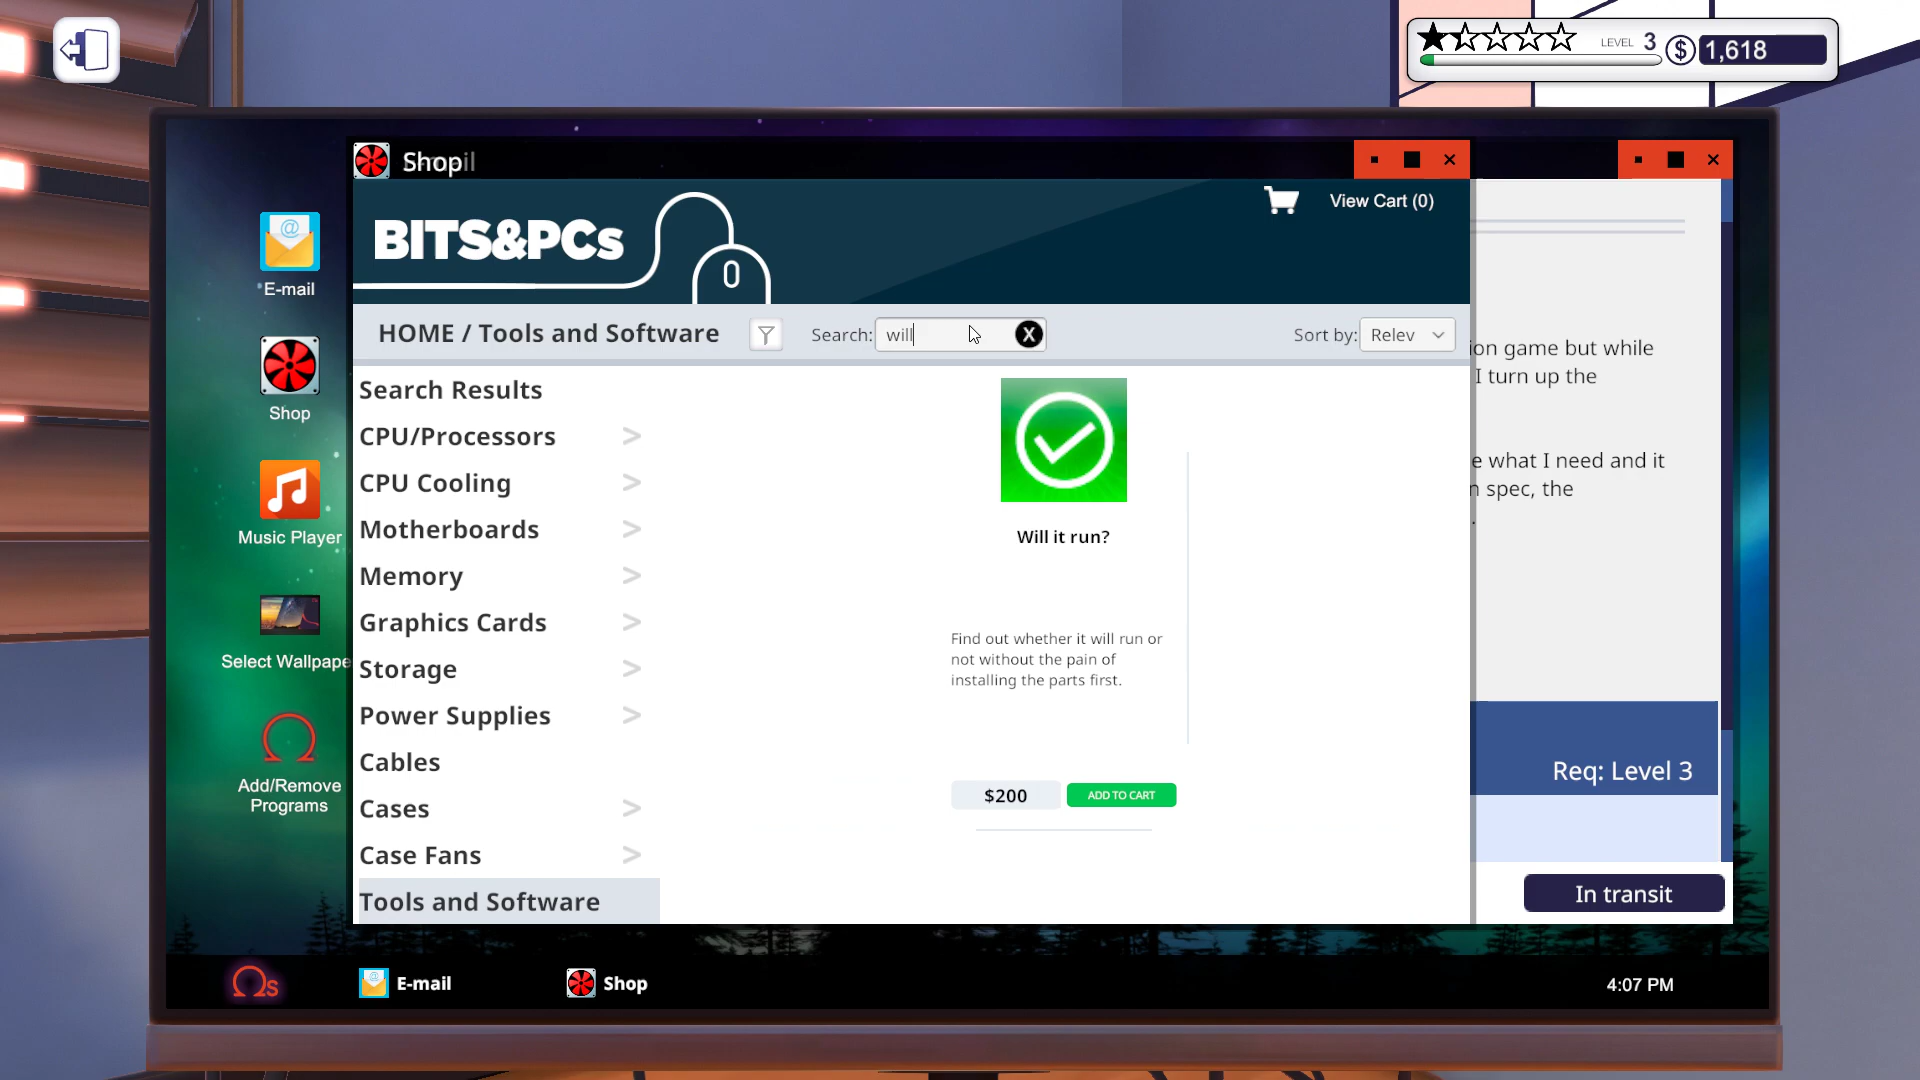 LEVEL 3
$ 1,618
Shop
BITS&PCs
View Cart (0)
HOME / Tools and Software
Search: will
X
Sort by: Relev
Search Results
CPU/Processors >
CPU Cooling >
Motherboards >
Memory >
Graphics Cards >
Storage >
Power Supplies >
Cables
Cases >
Case Fans >
Tools and Software
Will it run?
Find out whether it will run or
not without the pain of
installing the parts first.
$200
ADD TO CART
E-mail
Shop
Music Player
Select Wallpape
Add/Remove
Programs
ion game but while
I turn up the
e what I need and it
n spec, the
.
Req: Level 3
In transit
Ωs
E-mail
Shop
4:07 PM